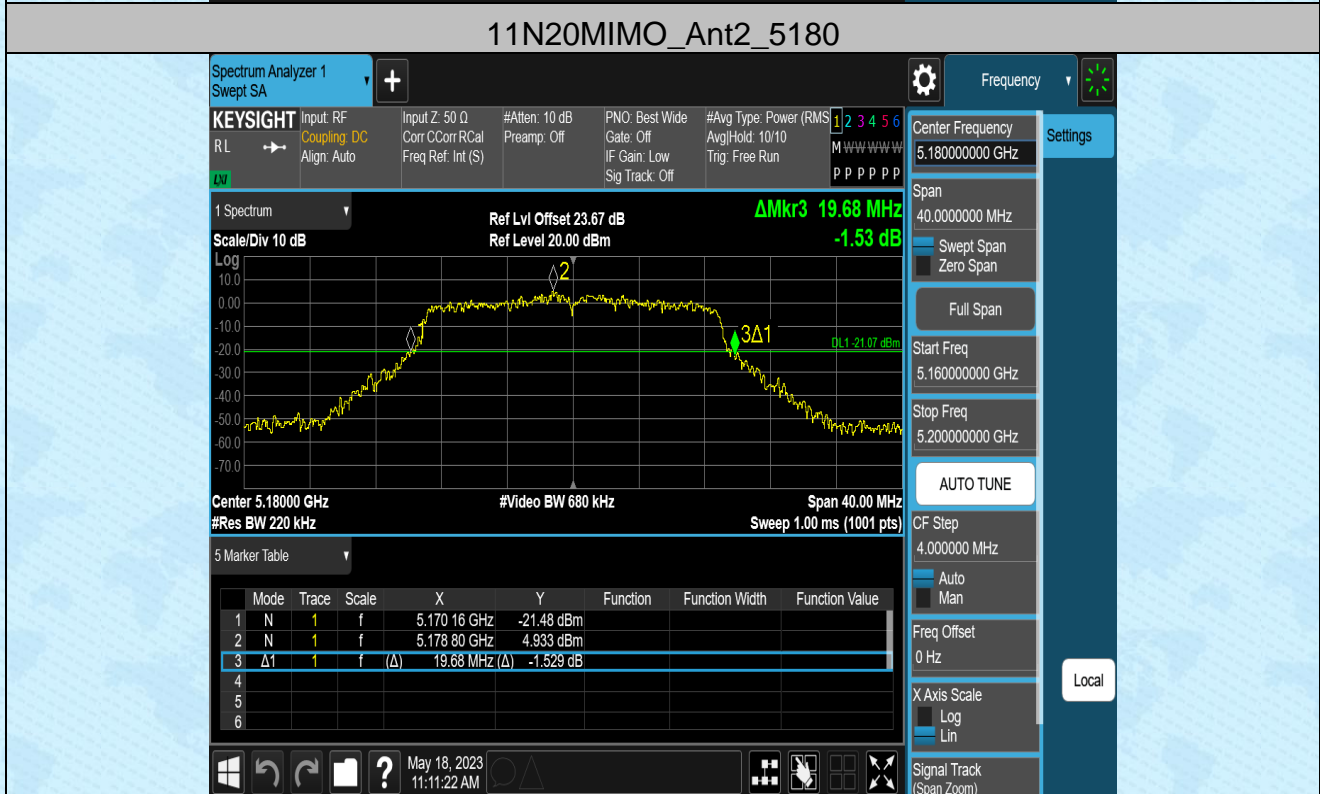 11N20MIMO_Ant2_5180
Spectrum Analyzer 1
Swept SA
Frequency
KEYSIGHT
RL
LXI
Input: RF
Coupling: DC
Align: Auto
Input Z: 50 Ω
Corr CCorr RCal
Freq Ref: Int (S)
#Atten: 10 dB
Preamp: Off
PNO: Best Wide
Gate: Off
IF Gain: Low
Sig Track: Off
#Avg Type: Power (RMS
Avg|Hold: 10/10
Trig: Free Run
1 2 3 4 5 6
M W W W W W
P P P P P P
1 Spectrum
Scale/Div 10 dB
Ref Lvl Offset 23.67 dB
Ref Level 20.00 dBm
ΔMkr3 19.68 MHz
-1.53 dB
Log
10.0
0.00
-10.0
-20.0
-30.0
-40.0
-50.0
-60.0
-70.0
1
2
3Δ1
DL1 -21.07 dBm
Center 5.18000 GHz
#Video BW 680 kHz
Span 40.00 MHz
#Res BW 220 kHz
Sweep 1.00 ms (1001 pts)
5 Marker Table
Mode Trace Scale X Y Function Function Width Function Value
1 N 1 f 5.170 16 GHz -21.48 dBm
2 N 1 f 5.178 80 GHz 4.933 dBm
3 Δ1 1 f (Δ) 19.68 MHz (Δ) -1.529 dB
4
5
6
?
May 18, 2023
11:11:22 AM
Center Frequency
5.180000000 GHz
Settings
Span
40.0000000 MHz
Swept Span
Zero Span
Full Span
Start Freq
5.160000000 GHz
Stop Freq
5.200000000 GHz
AUTO TUNE
CF Step
4.000000 MHz
Auto
Man
Freq Offset
0 Hz
X Axis Scale
Log
Lin
Local
Signal Track
(Span Zoom)